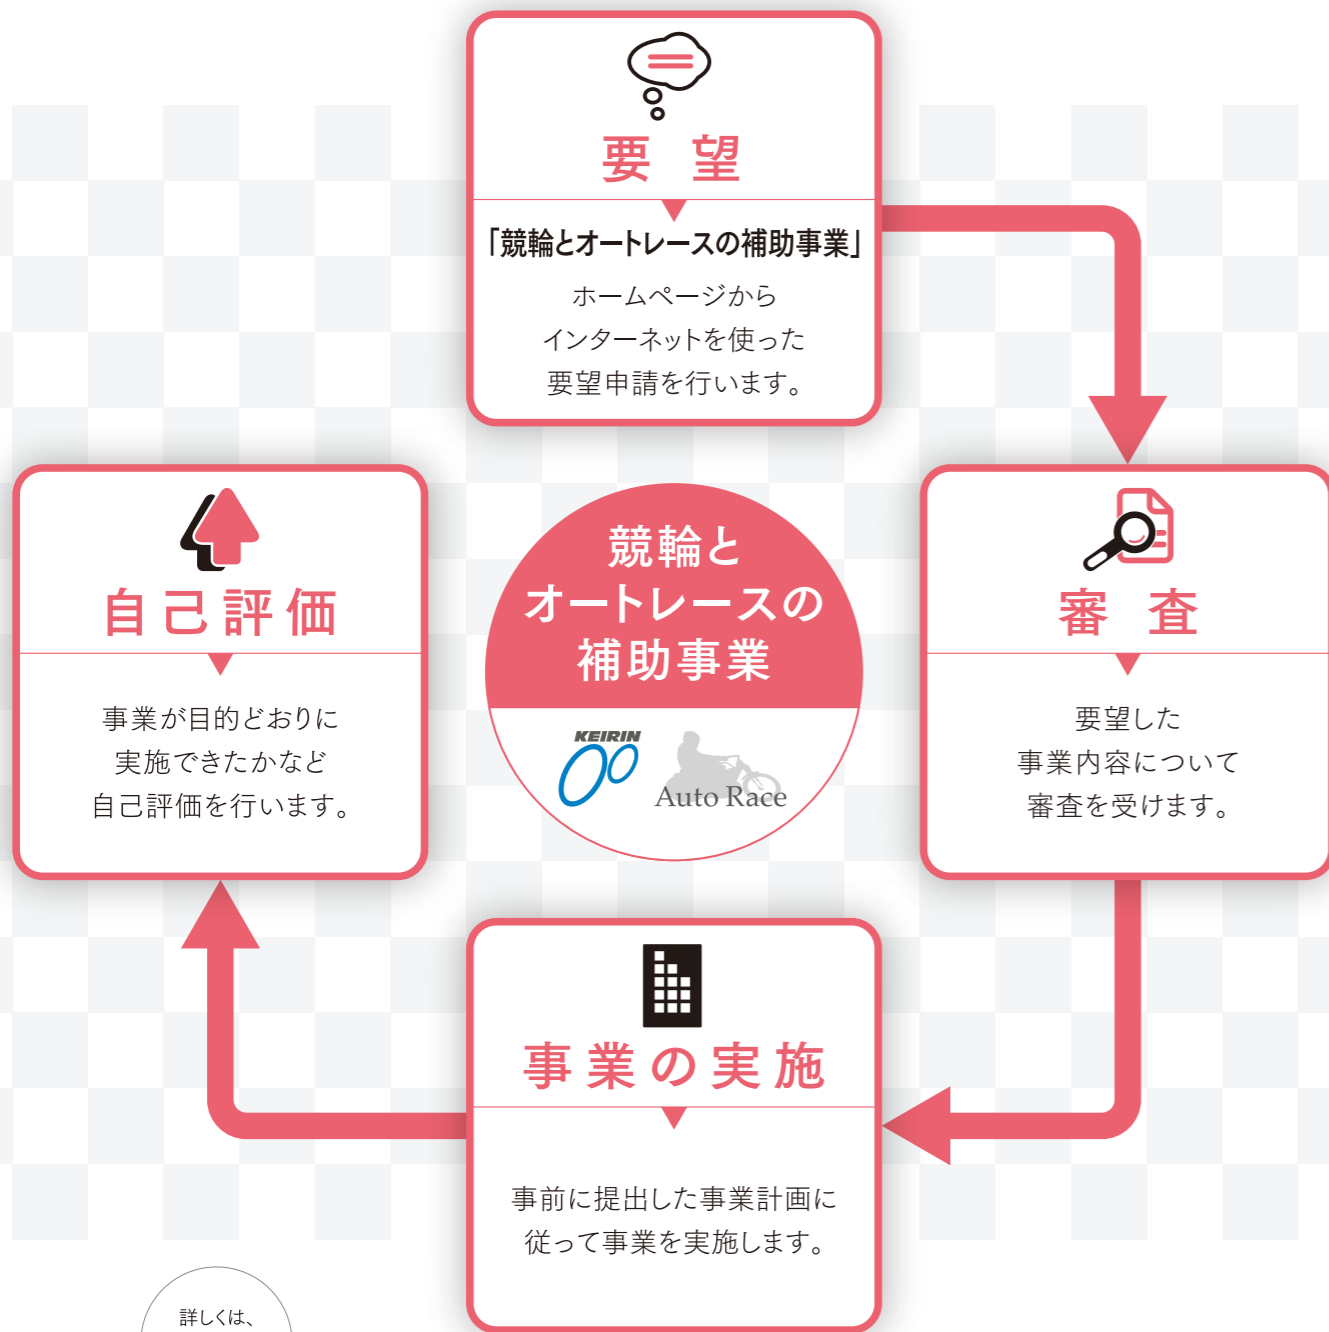 要望
「競輪とオートレースの補助事業」
ホームページから
インターネットを使った
要望申請を行います。
審査
要望した
事業内容について
審査を受けます。
事業の実施
事前に提出した事業計画に
従って事業を実施します。
自己評価
事業が目的どおりに
実施できたかなど
自己評価を行います。
競輪と
オートレースの
補助事業
KEIRIN
Auto Race
詳しくは、